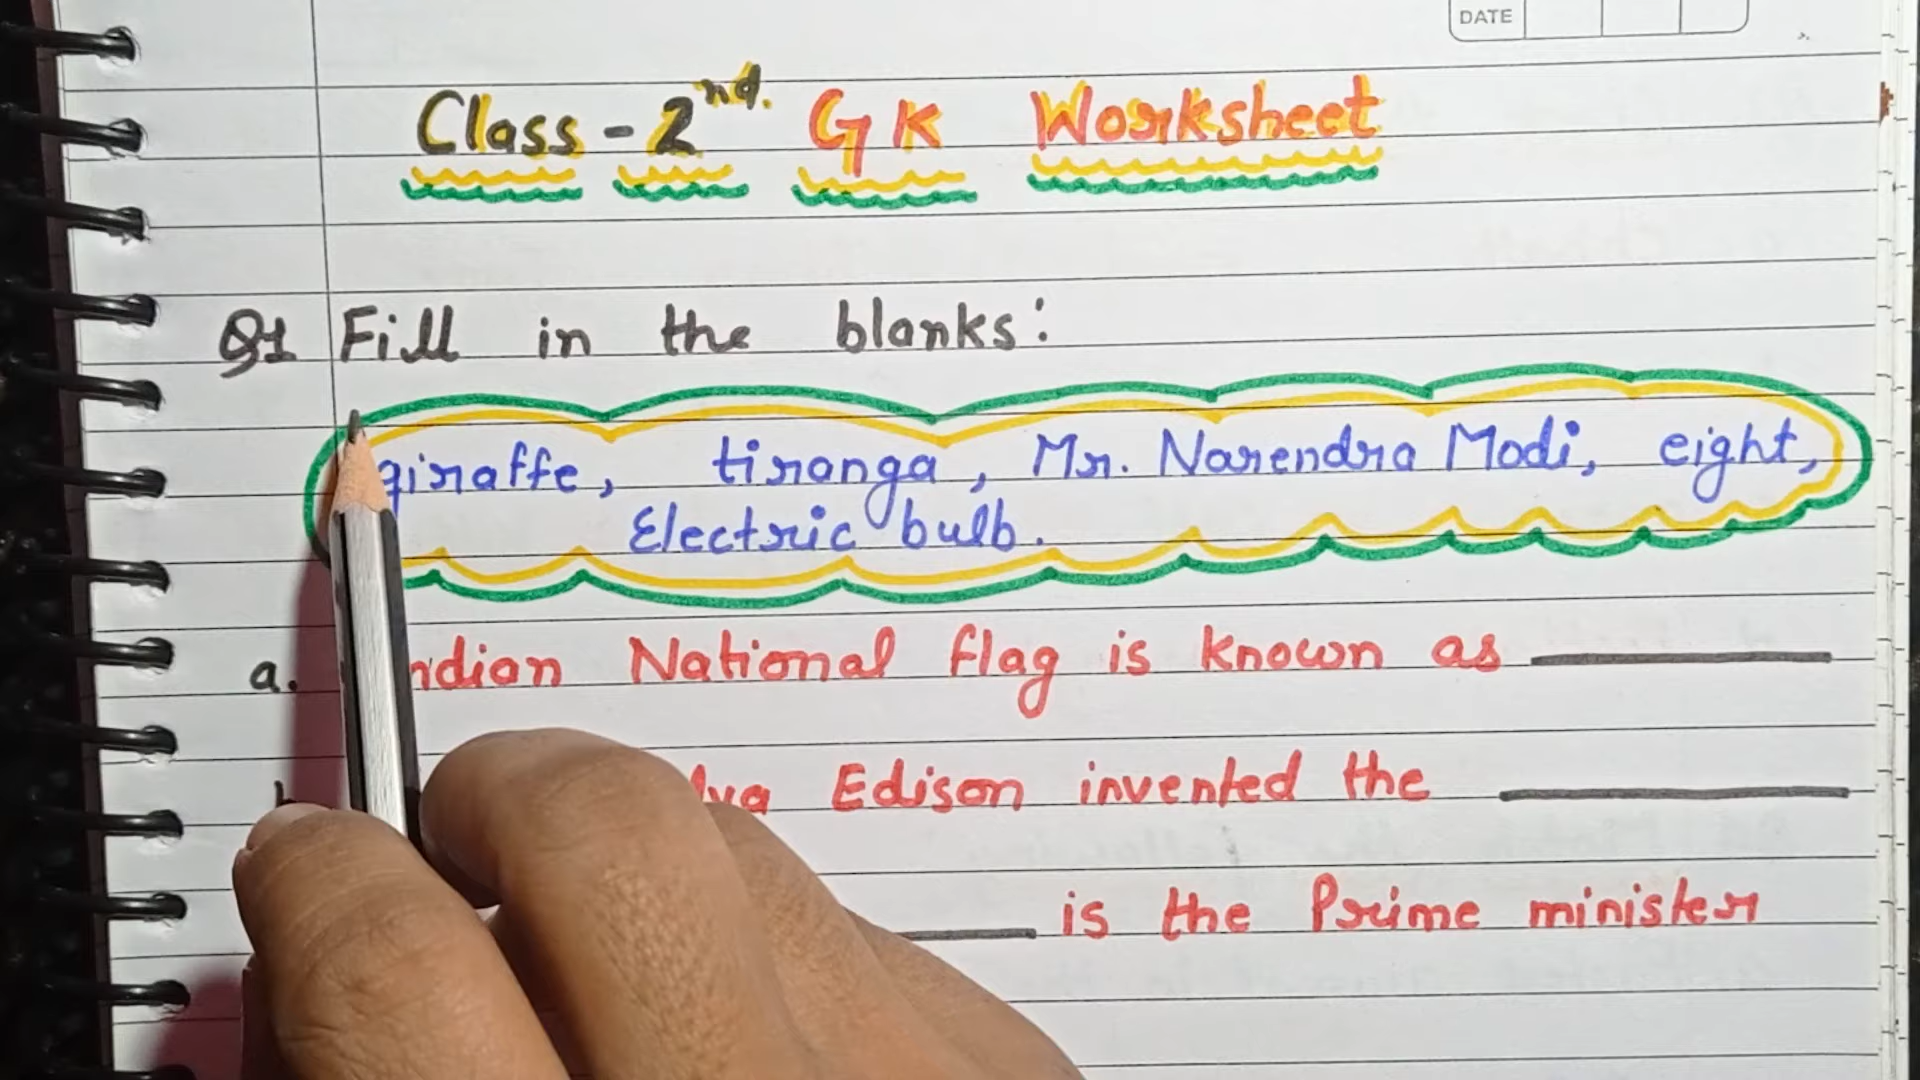 DATE
Class - 2nd. GK Worksheet
Q1 Fill in the blanks:
giraffe, tiranga, Mr. Narendra Modi, eight,
Electric bulb.
a. ndian National flag is known as
lva Edison invented the
is the Prime minister